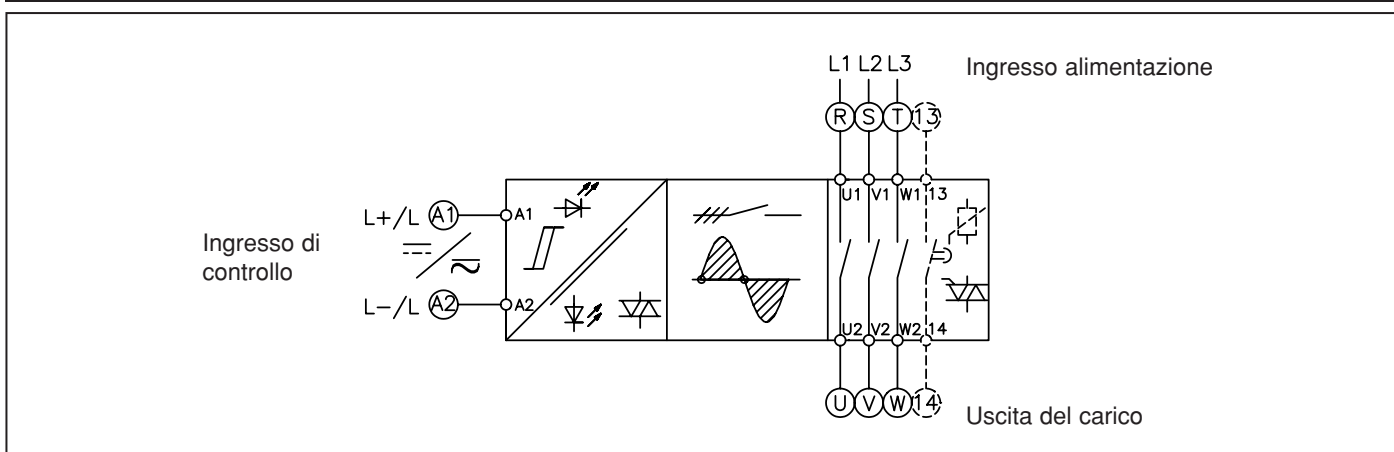 L1 L2 L3
Ingresso alimentazione
R S T 13
U1 V1 W1 13
L+/L A1 A1
Ingresso di
controllo
L-/L A2 A2
U2 V2 W2 14
U V W 14
Uscita del carico